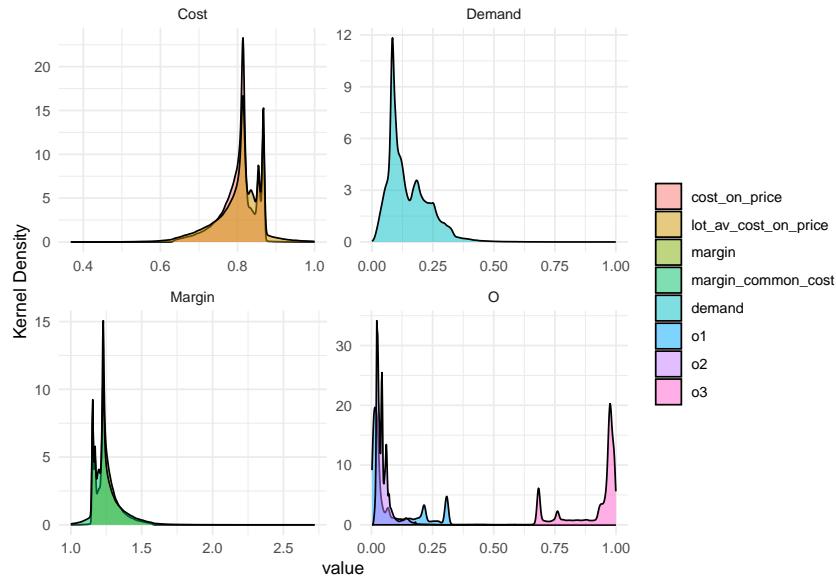 Cost
Demand
20
15
10
5
0
0.4 0.6 0.8 1.0
12
9
6
3
0
0.00 0.25 0.50 0.75 1.00
Margin
O
15
10
5
0
1.0 1.5 2.0 2.5
30
20
10
0
0.00 0.25 0.50 0.75 1.00
Kernel Density
value
cost_on_price
lot_av_cost_on_price
margin
margin_common_cost
demand
o1
o2
o3